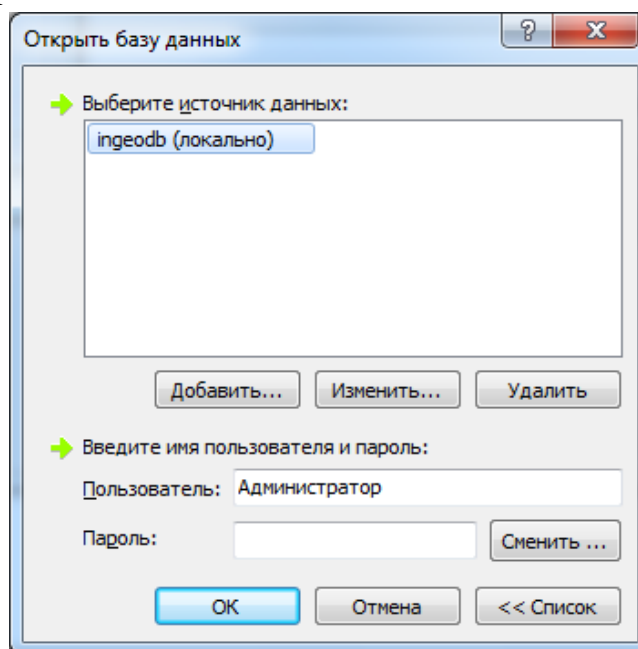 Открыть базу данных
Выберите источник данных:
ingeodb (локально)
Добавить... Изменить... Удалить
Введите имя пользователя и пароль:
Пользователь: Администратор
Пароль: Сменить ...
ОК Отмена << Список